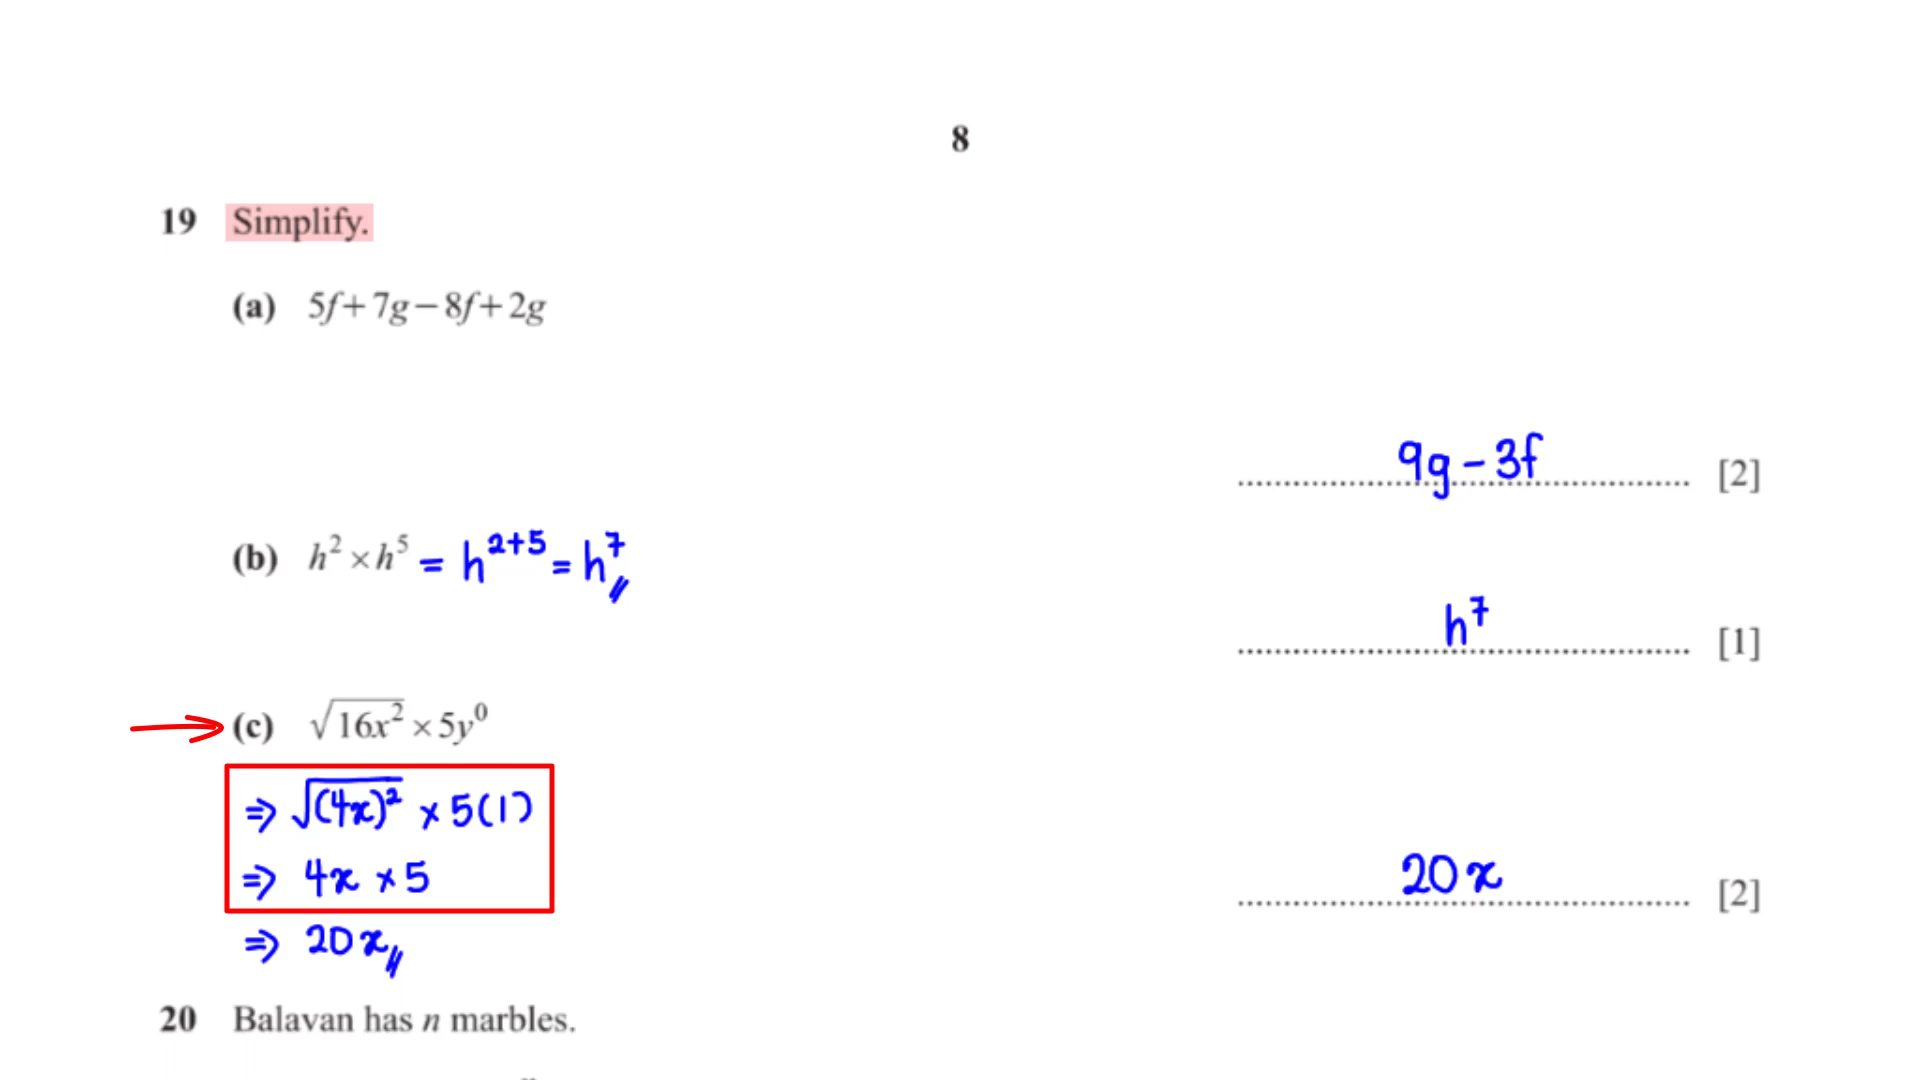 8
19 Simplify.
(a) 5f + 7g − 8f + 2g
9g − 3f [2]
(b) h² × h⁵ = h²⁺⁵ = h⁷
h⁷ [1]
(c) √16x² × 5y⁰
⇒ √(4x)² × 5(1)
⇒ 4x × 5
20x [2]
⇒ 20x
20 Balavan has n marbles.